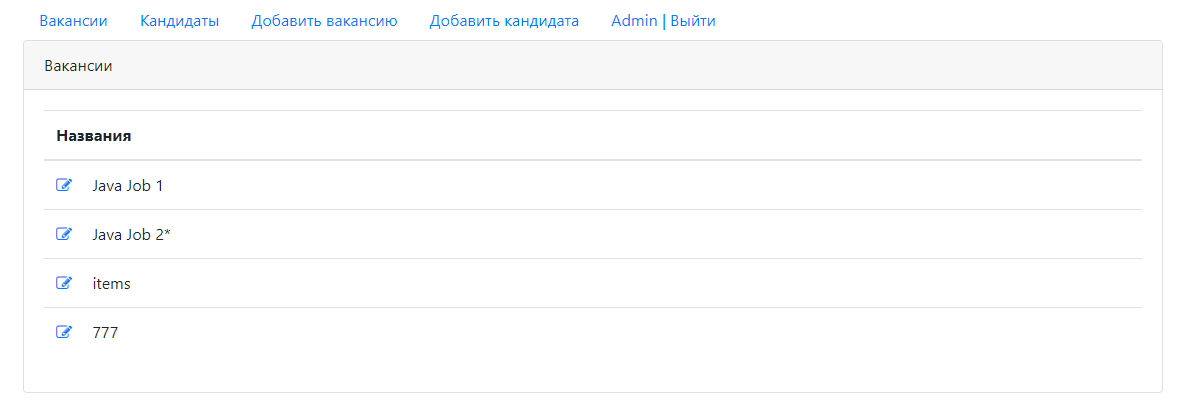 Вакансии Кандидаты Добавить вакансию Добавить кандидата Admin | Выйти
Вакансии
Названия
Java Job 1
Java Job 2*
items
777